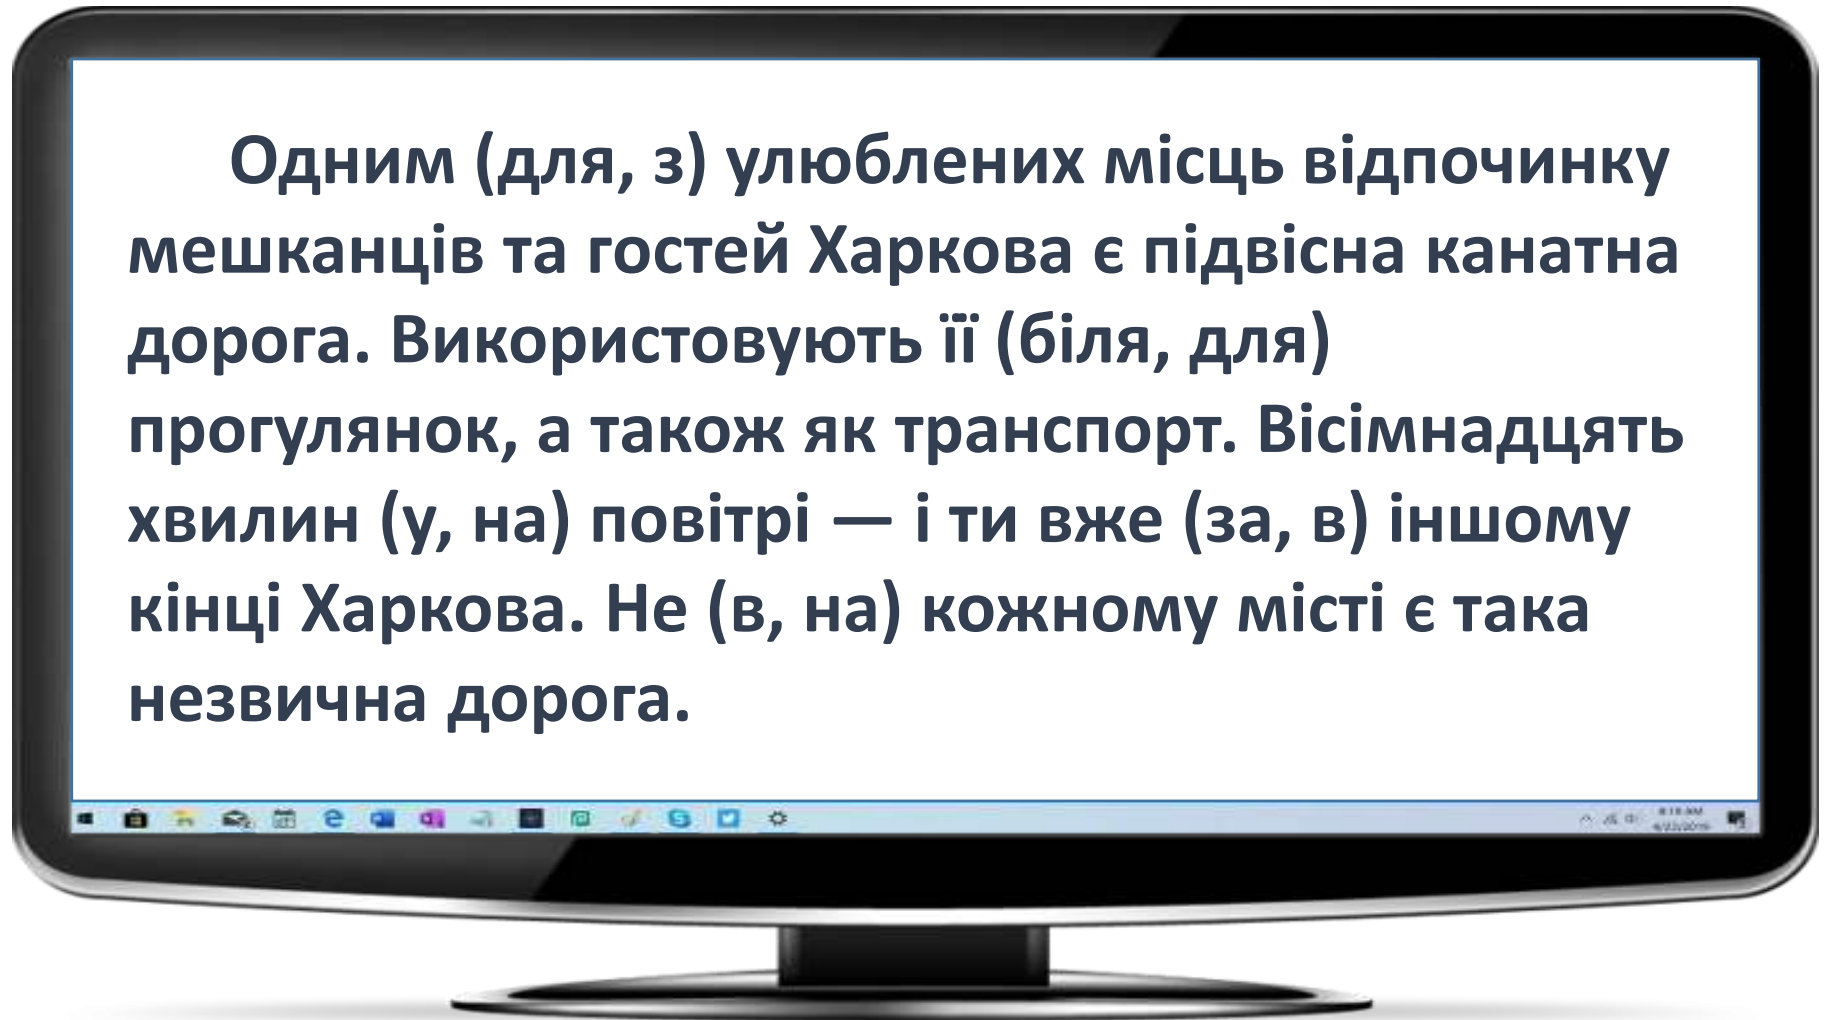 Одним (для, з) улюблених місць відпочинку
мешканців та гостей Харкова є підвісна канатна
дорога. Використовують її (біля, для)
прогулянок, а також як транспорт. Вісімнадцять
хвилин (у, на) повітрі — і ти вже (за, в) іншому
кінці Харкова. Не (в, на) кожному місті є така
незвична дорога.